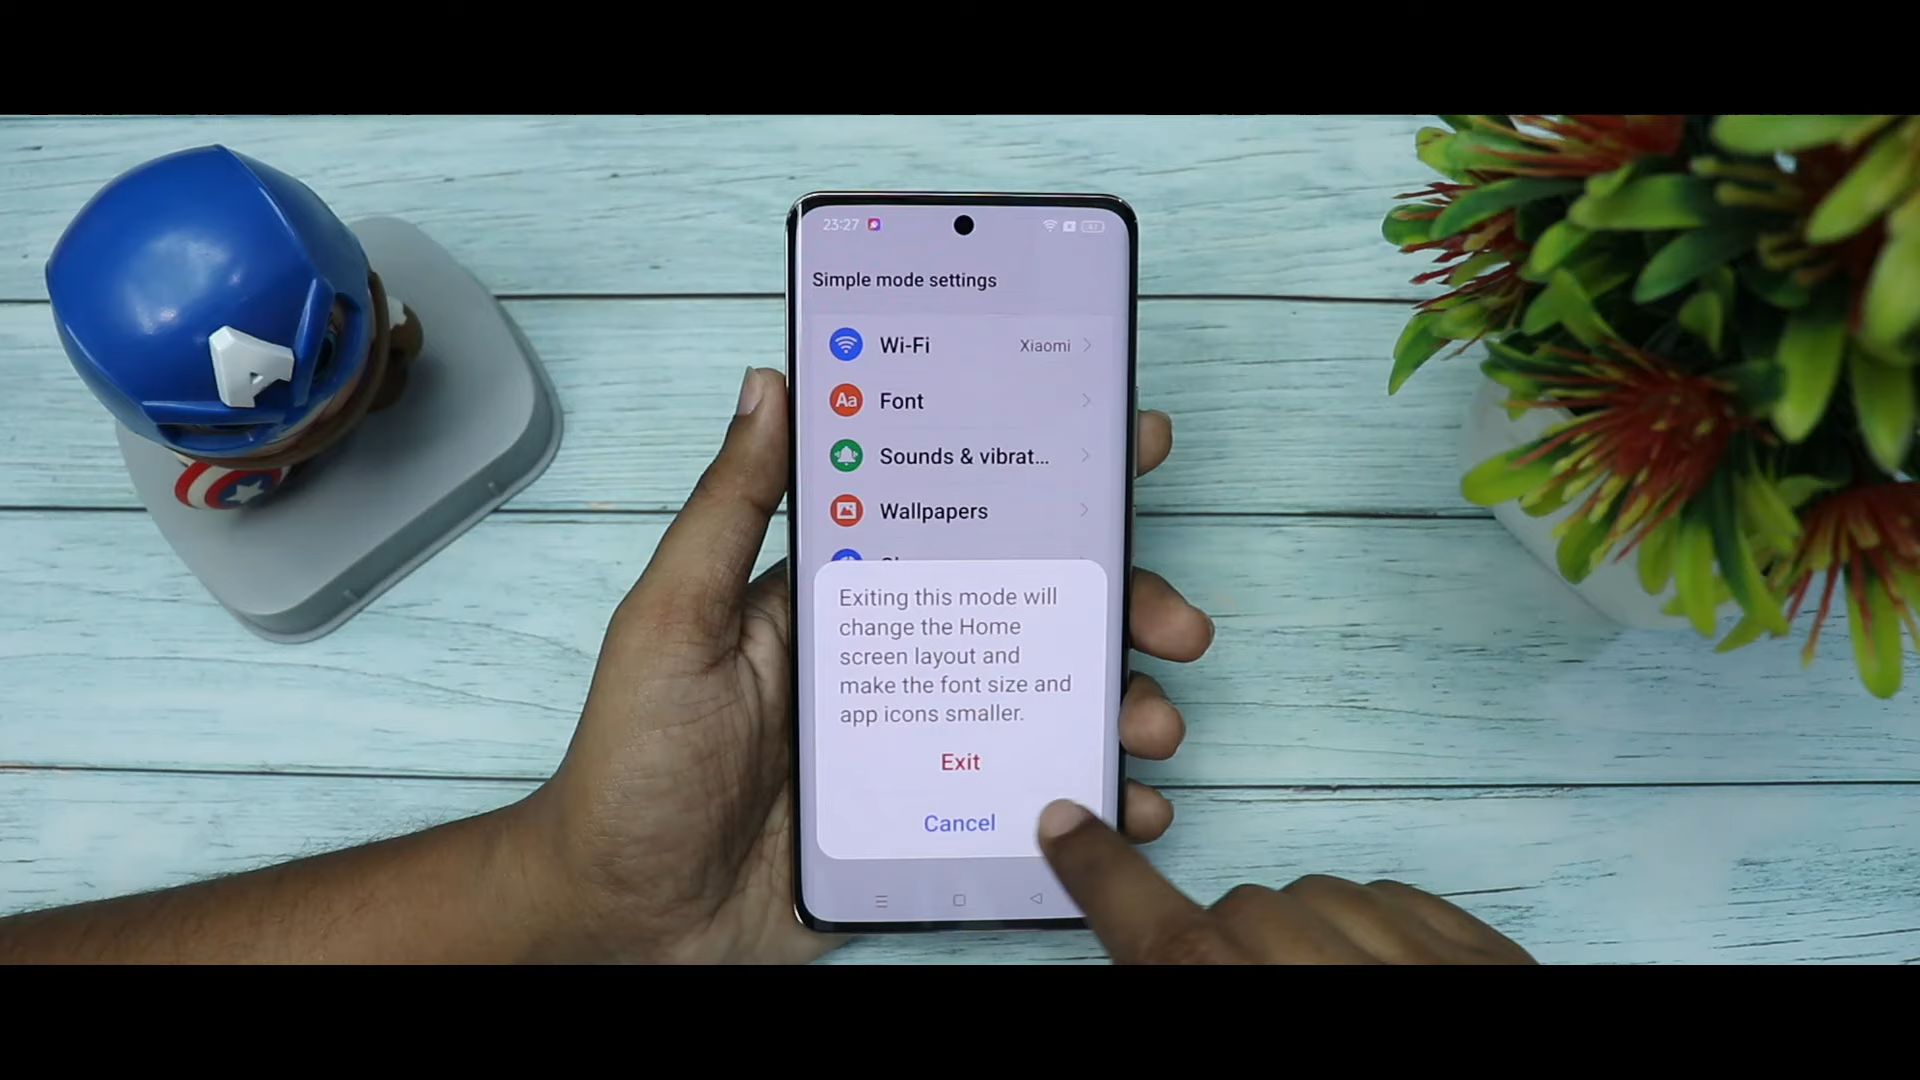 23:27
Simple mode settings
Wi-Fi
Xiaomi
Aa
Font
Sounds & vibrat...
Wallpapers
Exiting this mode will
change the Home
screen layout and
make the font size and
app icons smaller.
Exit
Cancel
A